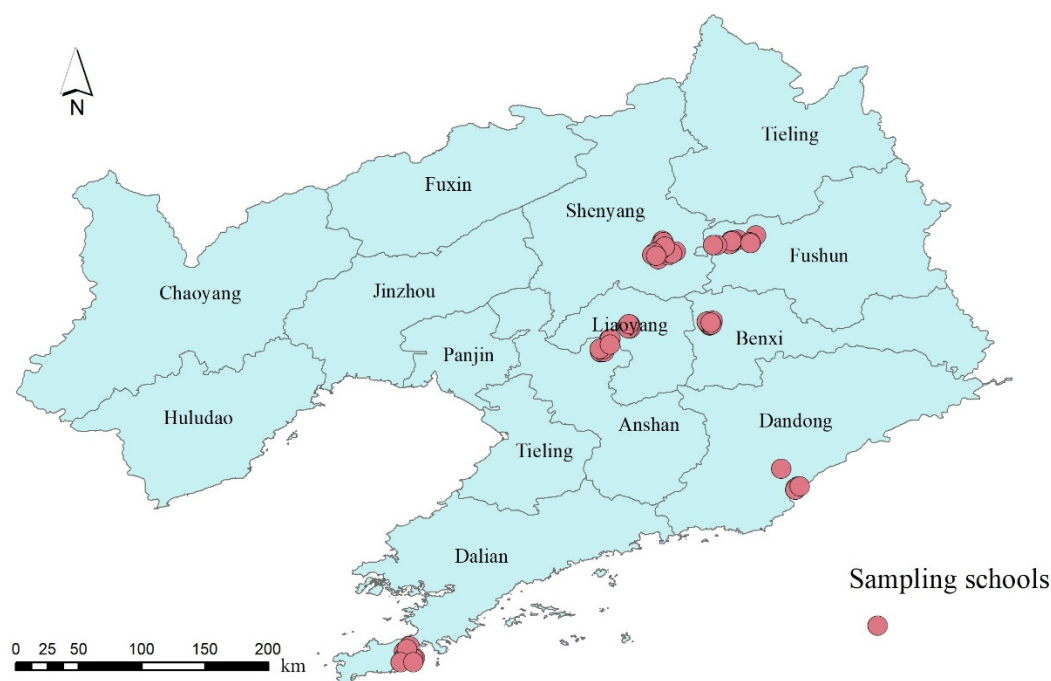 N
Tieling
Fuxin
Shenyang
Fushun
Chaoyang
Jinzhou
Liaoyang
Benxi
Panjin
Huludao
Anshan
Dandong
Tieling
Dalian
Sampling schools
0 25 50 100 150 200
km